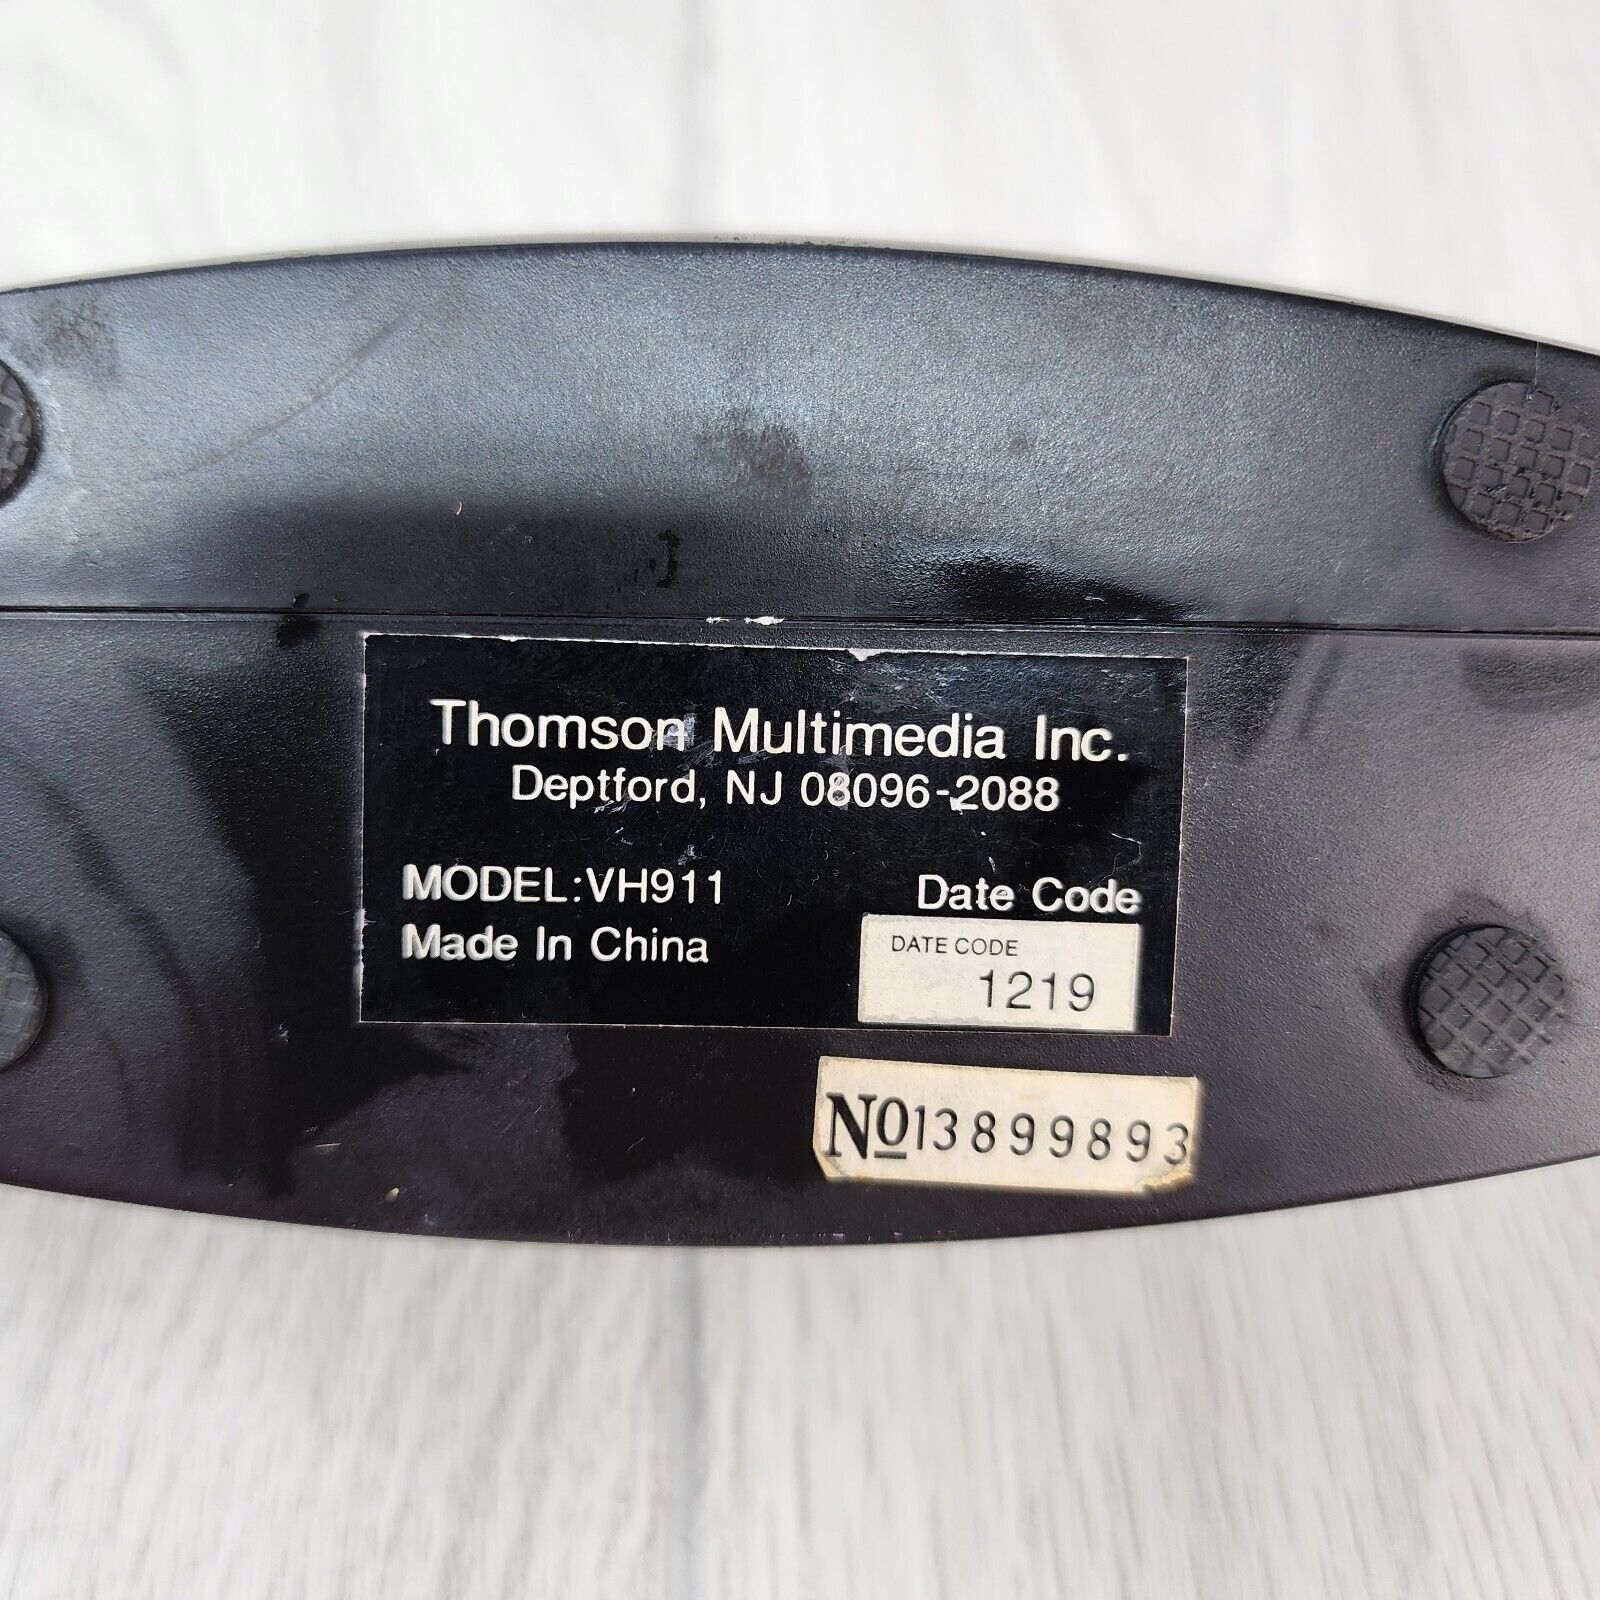 Thomson Multimedia Inc.
Deptford, NJ 08096-2088
MODEL:VH911
Made In China
Date Code
DATE CODE
1219
No13899893